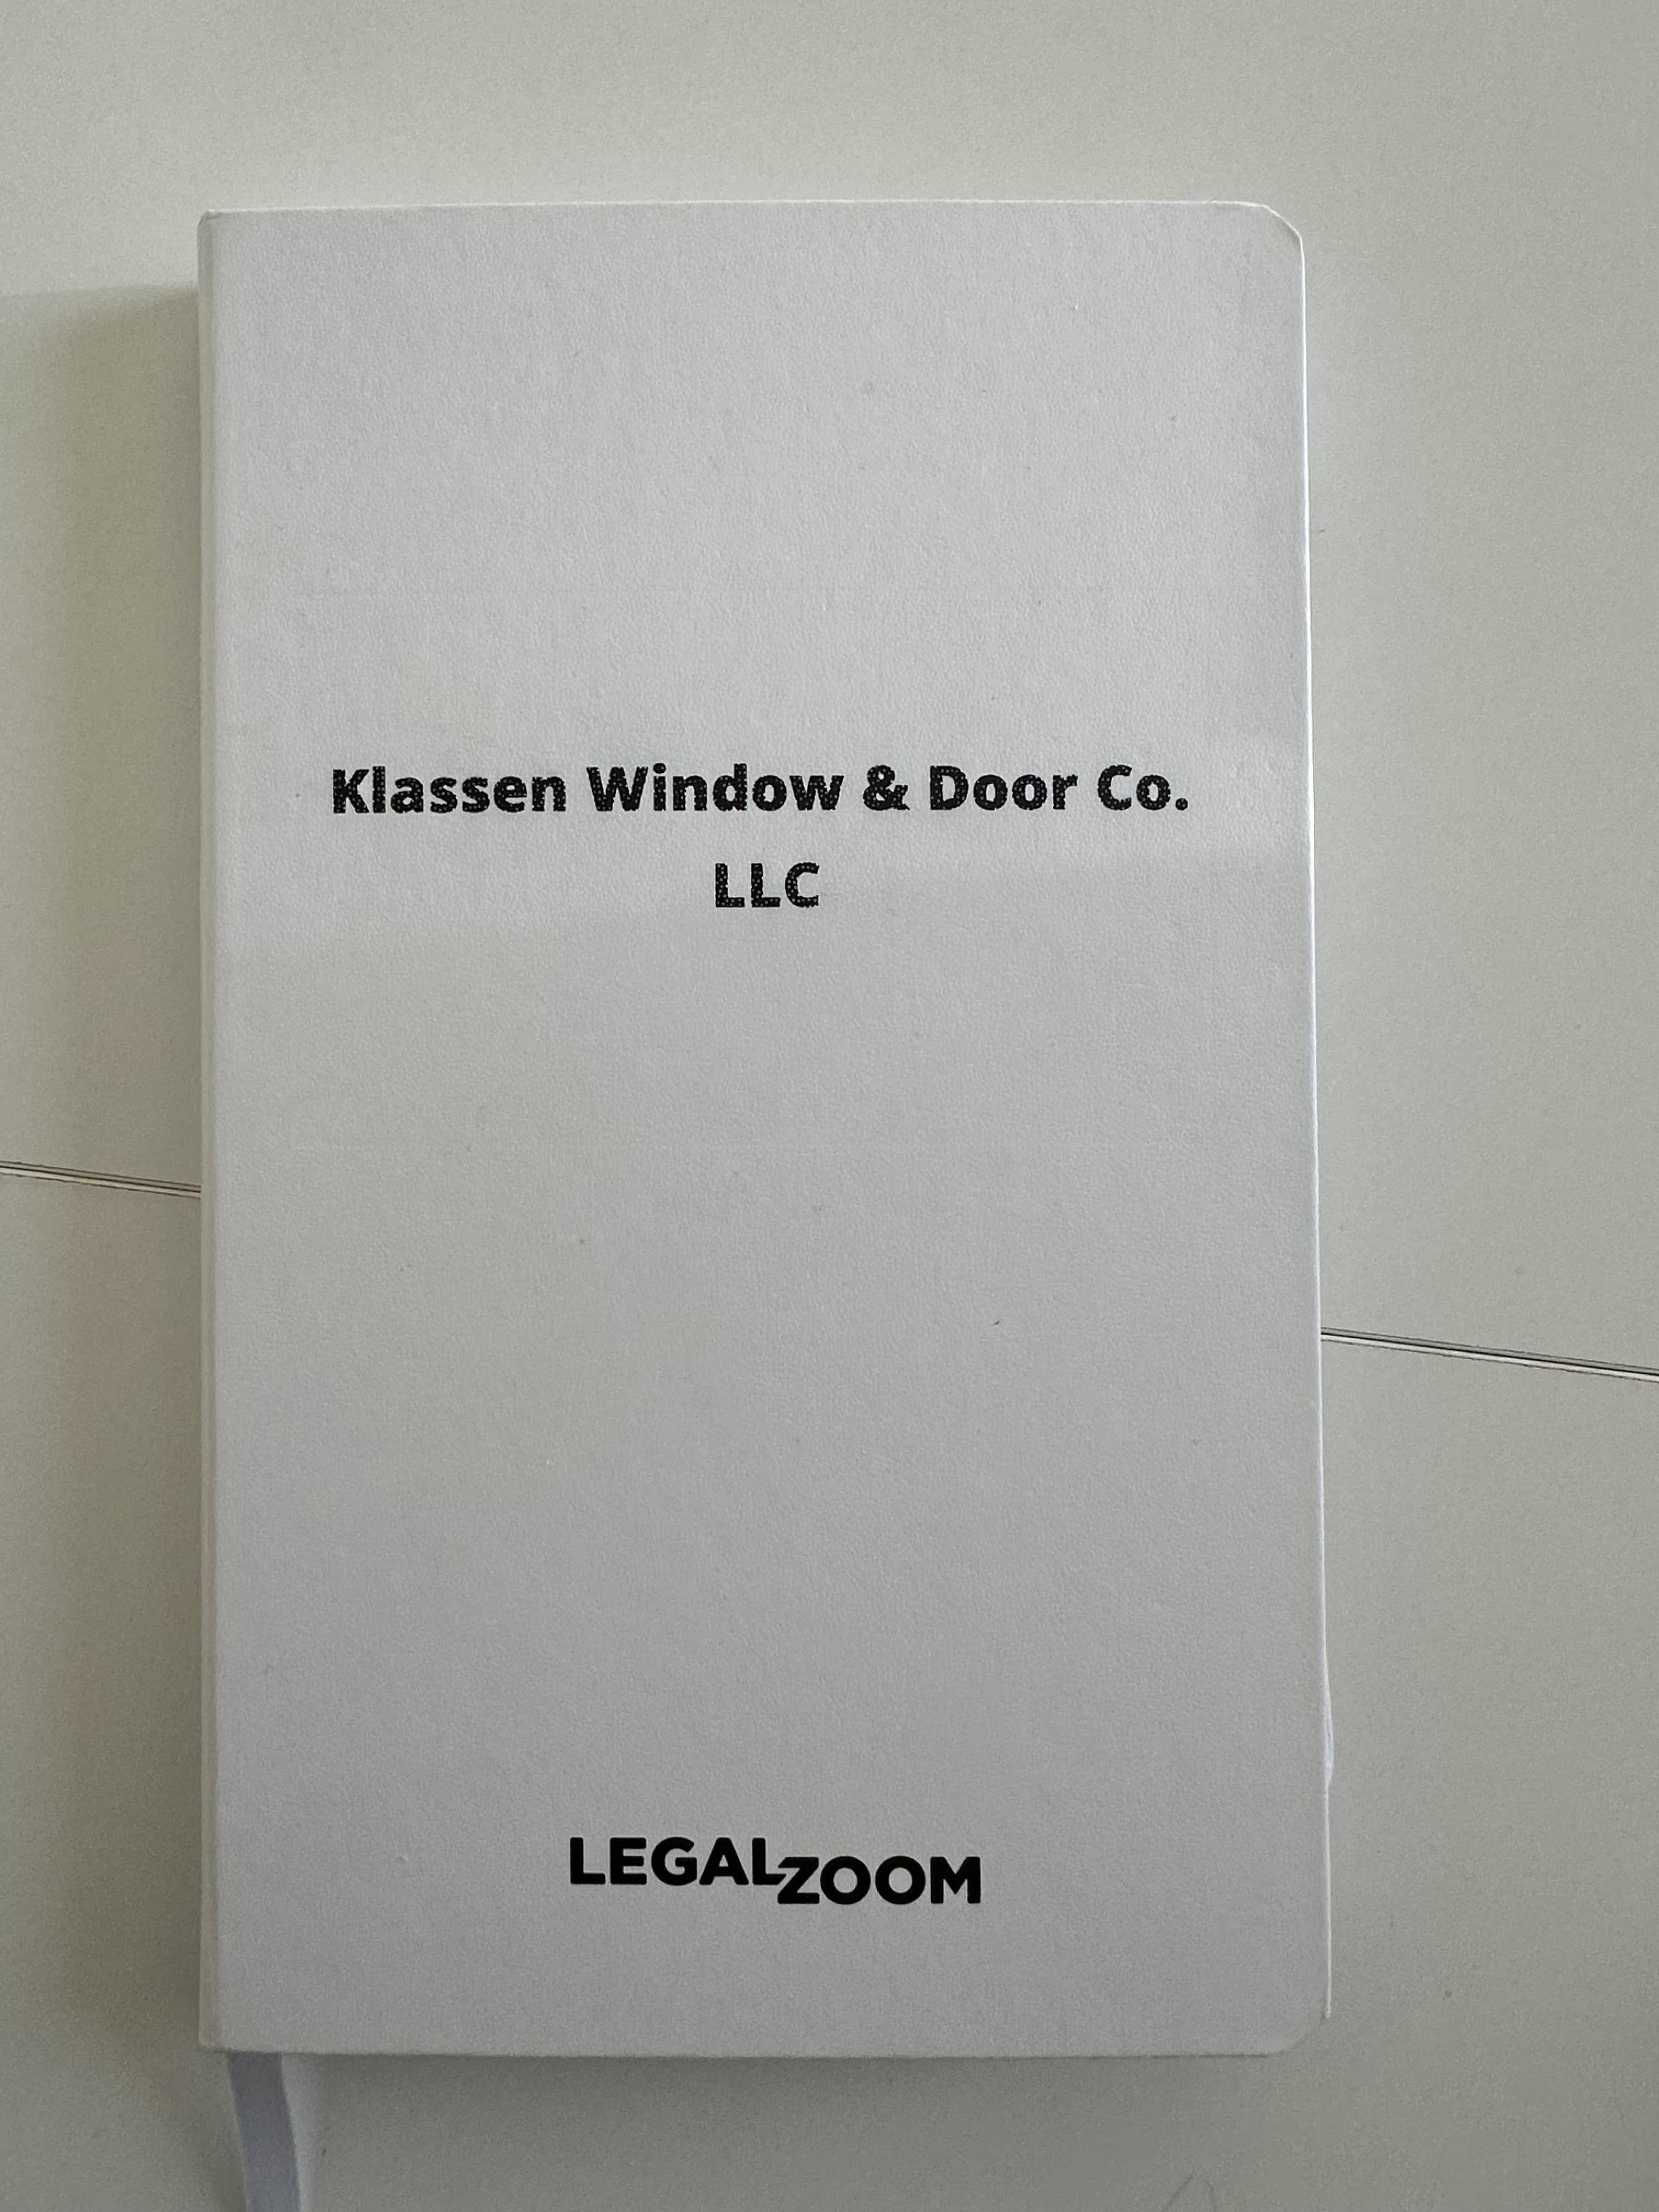 Klassen Window & Door Co.
LLC
LEGALZOOM